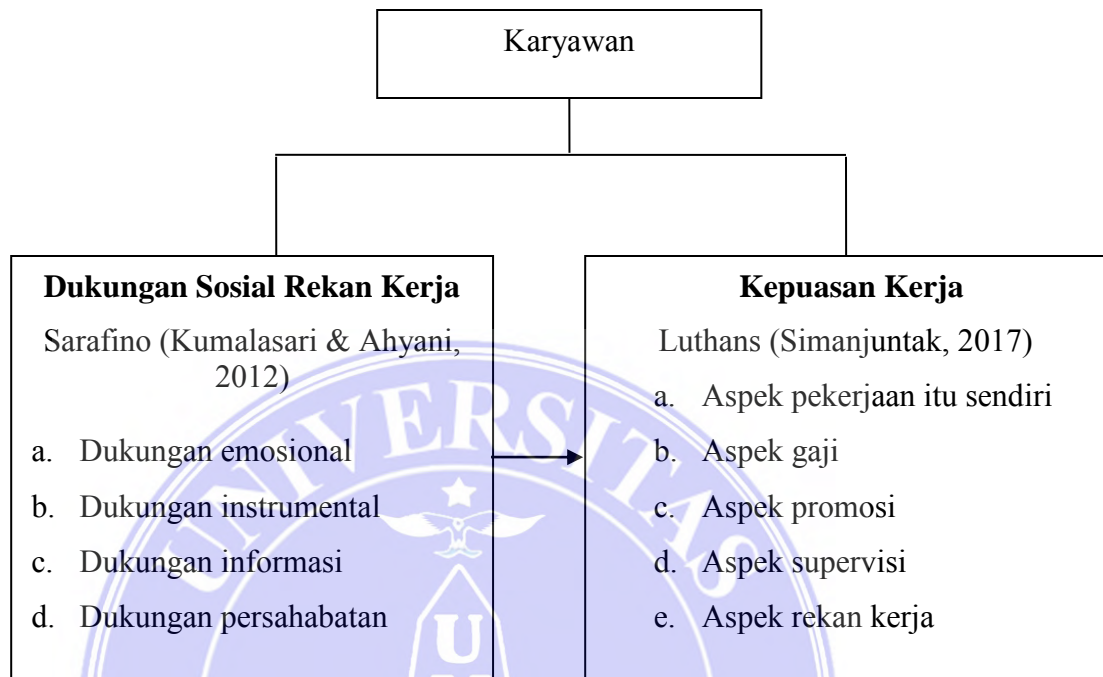 Karyawan
Dukungan Sosial Rekan Kerja
Sarafino (Kumalasari & Ahyani,
2012)
a. Dukungan emosional
b. Dukungan instrumental
c. Dukungan informasi
d. Dukungan persahabatan
Kepuasan Kerja
Luthans (Simanjuntak, 2017)
a. Aspek pekerjaan itu sendiri
b. Aspek gaji
c. Aspek promosi
d. Aspek supervisi
e. Aspek rekan kerja
UNIVERSITAS
U